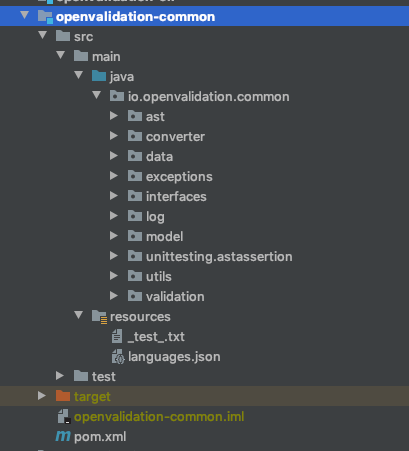 openvalidation-common
src
main
java
io.openvalidation.common
ast
converter
data
exceptions
interfaces
log
model
unittesting.astassertion
utils
validation
resources
_test_.txt
languages.json
test
target
openvalidation-common.iml
m pom.xml